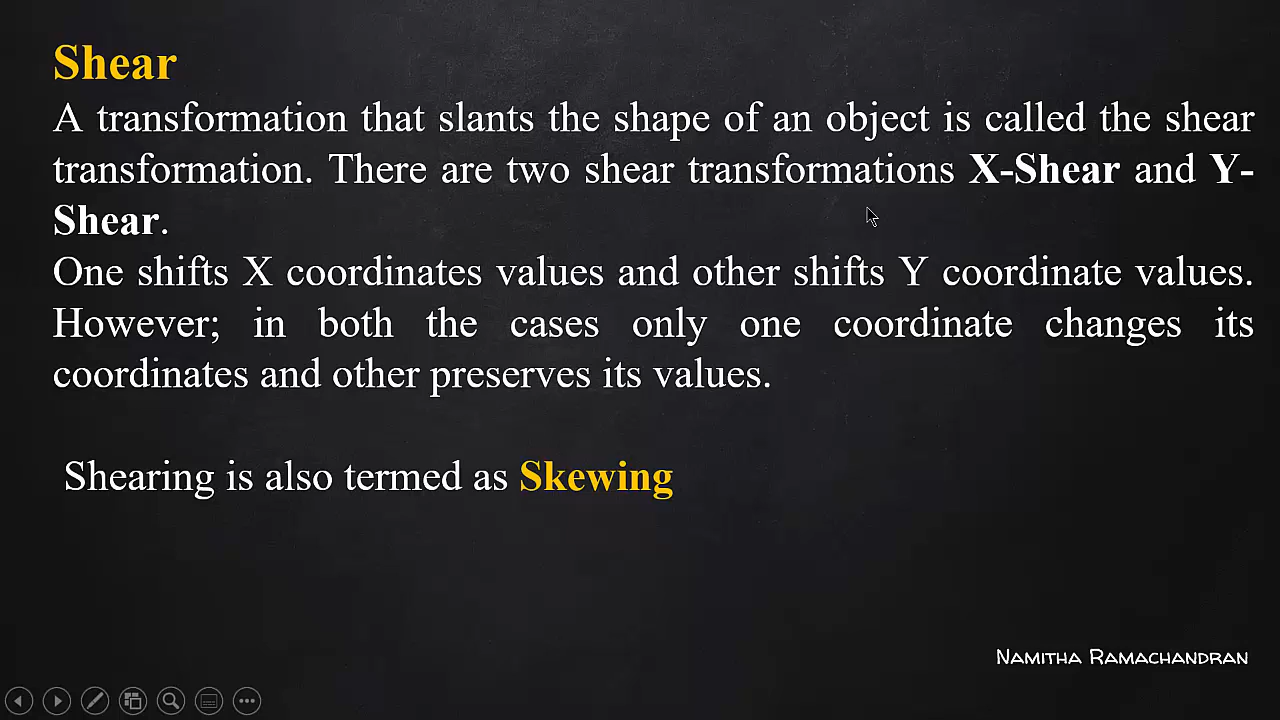 Shear
A transformation that slants the shape of an object is called the shear
transformation. There are two shear transformations X-Shear and Y-
Shear.
One shifts X coordinates values and other shifts Y coordinate values.
However; in both the cases only one coordinate changes its
coordinates and other preserves its values.
Shearing is also termed as Skewing
Namitha Ramachandran